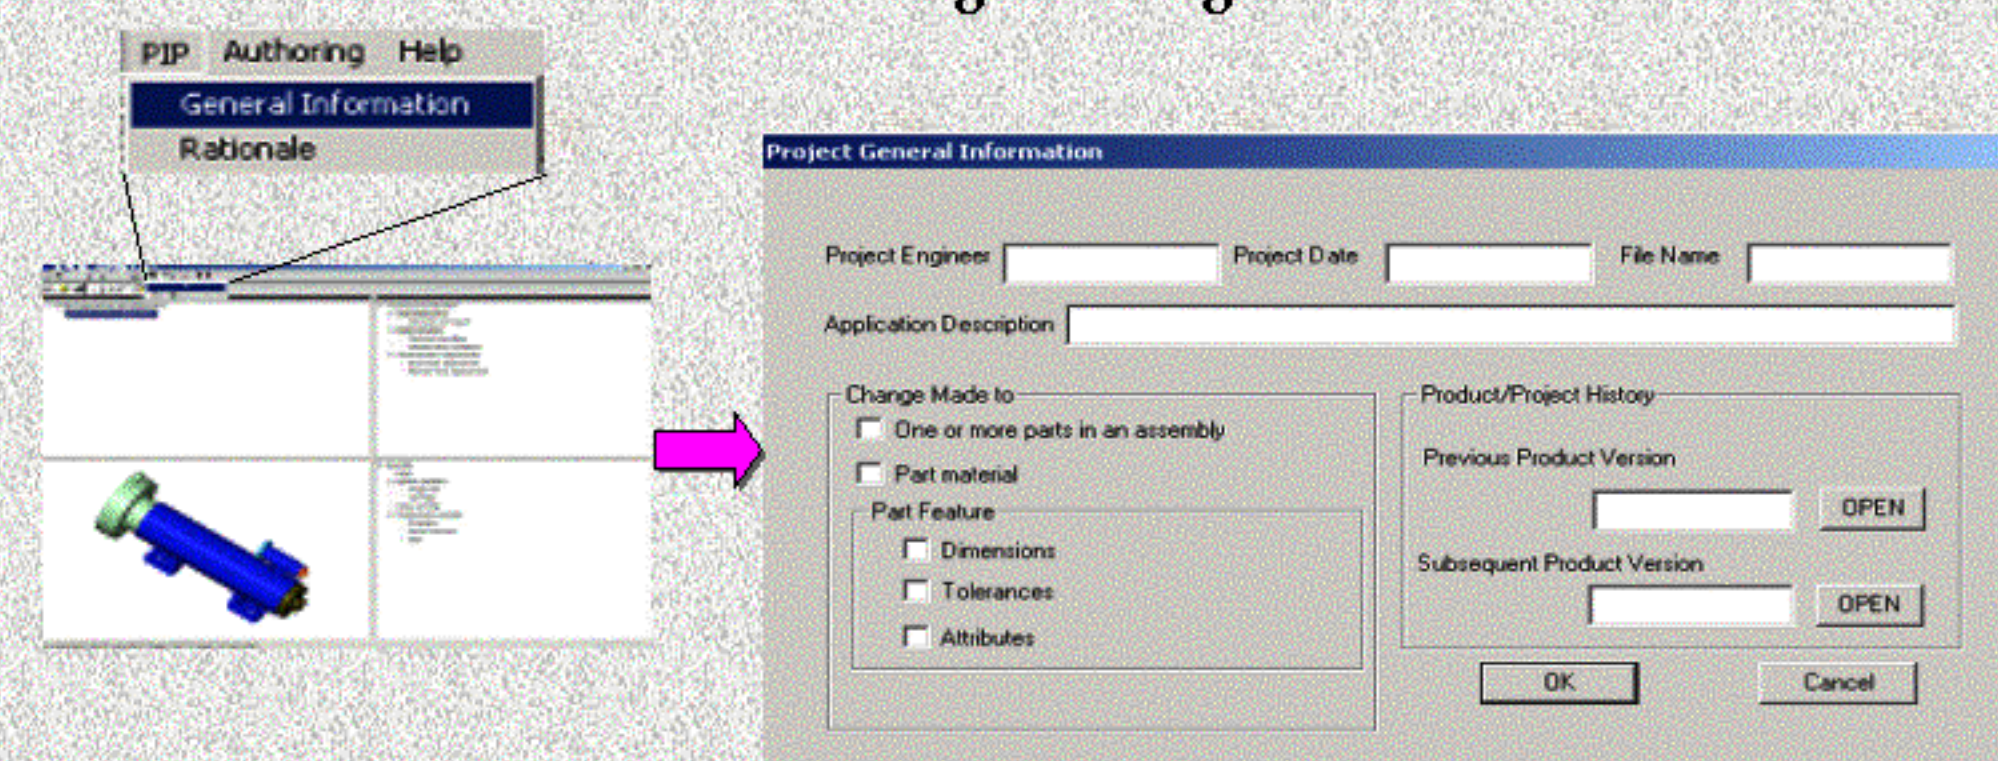 PIP Authoring Help
General Information
Rationale
Project General Information
Project Engineer Project Date File Name
Application Description
Change Made to
One or more parts in an assembly
Part material
Part Feature
Dimensions
Tolerances
Attributes
Product/Project History
Previous Product Version
OPEN
Subsequent Product Version
OPEN
OK Cancel